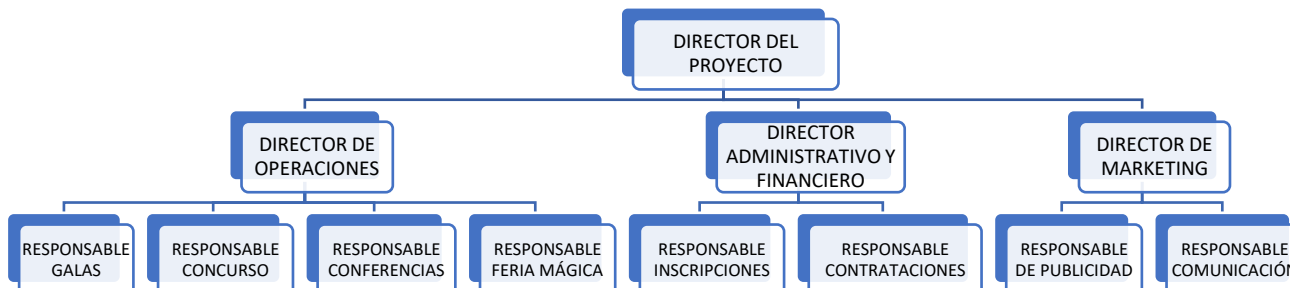 DIRECTOR DEL
PROYECTO
DIRECTOR DE
OPERACIONES
DIRECTOR
ADMINISTRATIVO Y
FINANCIERO
DIRECTOR DE
MARKETING
RESPONSABLE
GALAS
RESPONSABLE
CONCURSO
RESPONSABLE
CONFERENCIAS
RESPONSABLE
FERIA MÁGICA
RESPONSABLE
INSCRIPCIONES
RESPONSABLE
CONTRATACIONES
RESPONSABLE
DE PUBLICIDAD
RESPONSABLE
COMUNICACIÓN